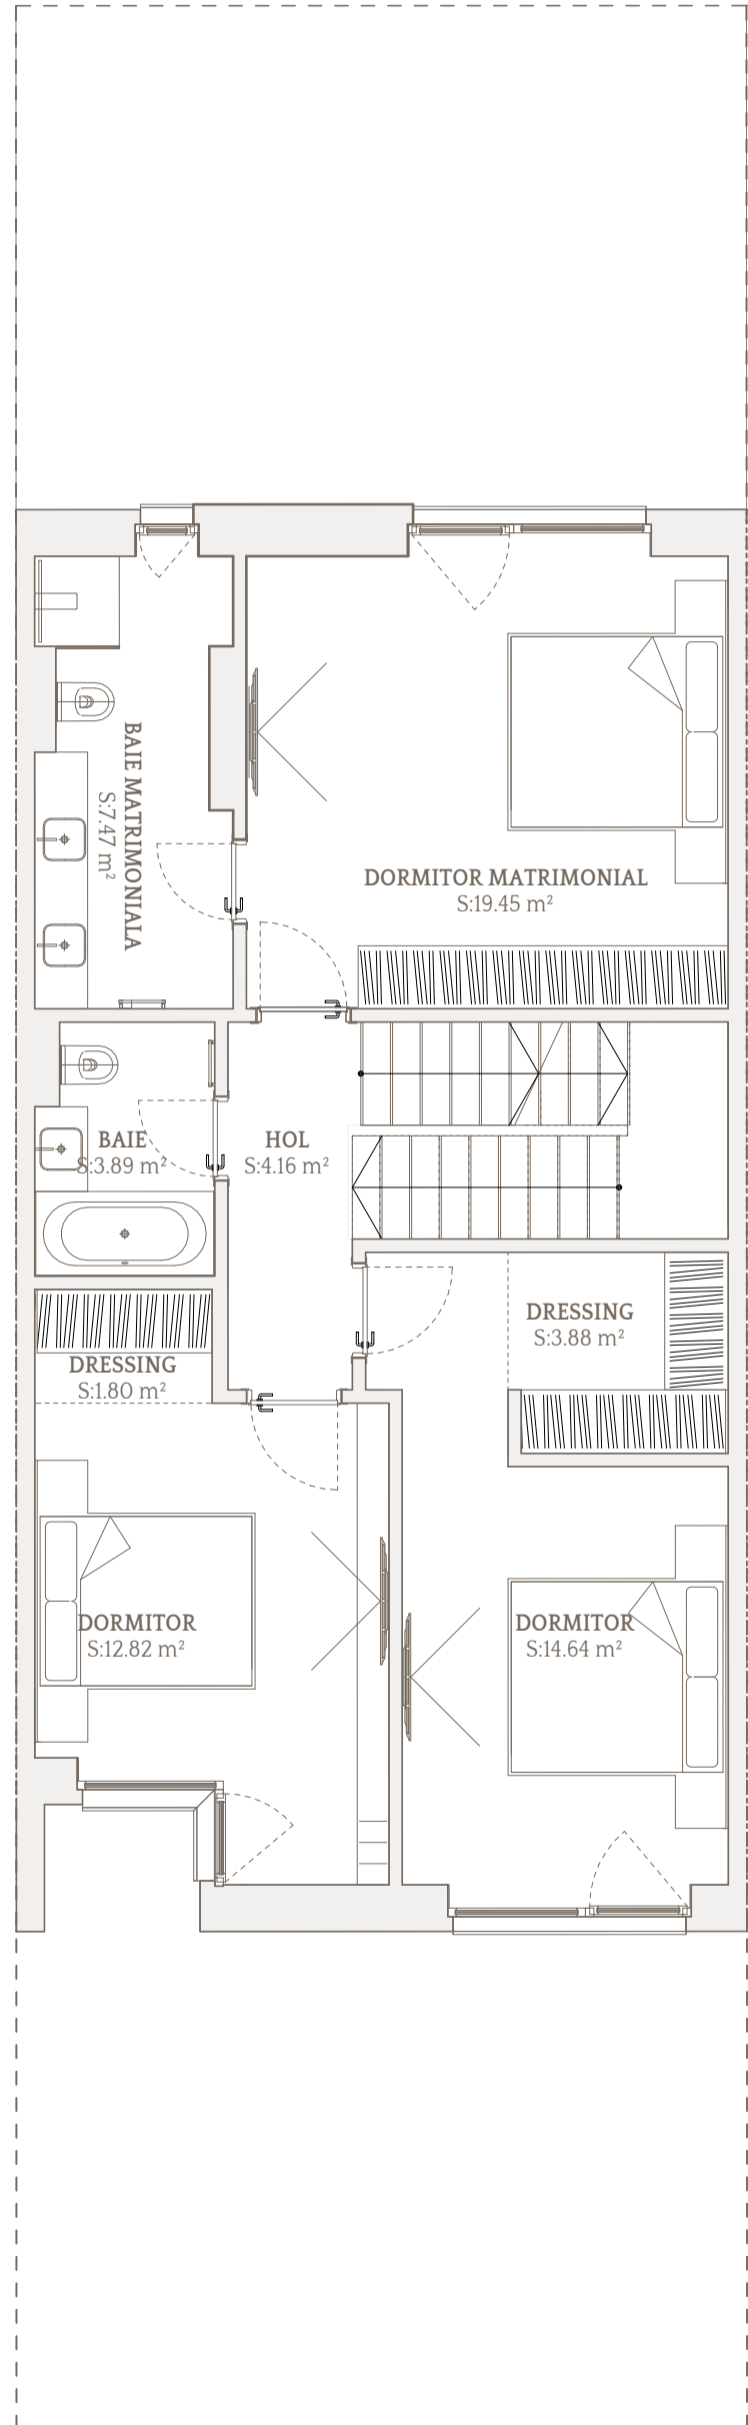 BAIE MATRIMONIALA
S:7.47 m²
DORMITOR MATRIMONIAL
S:19.45 m²
BAIE
S:3.89 m²
HOL
S:4.16 m²
DRESSING
S:3.88 m²
DRESSING
S:1.80 m²
DORMITOR
S:12.82 m²
DORMITOR
S:14.64 m²